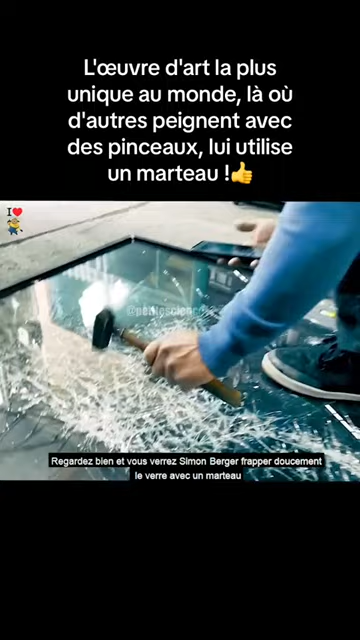 L'œuvre d'art la plus
unique au monde, là où
d'autres peignent avec
des pinceaux, lui utilise
un marteau !👍
I❤️
Regardez bien et vous verrez Simon Berger frapper doucement
le verre avec un marteau